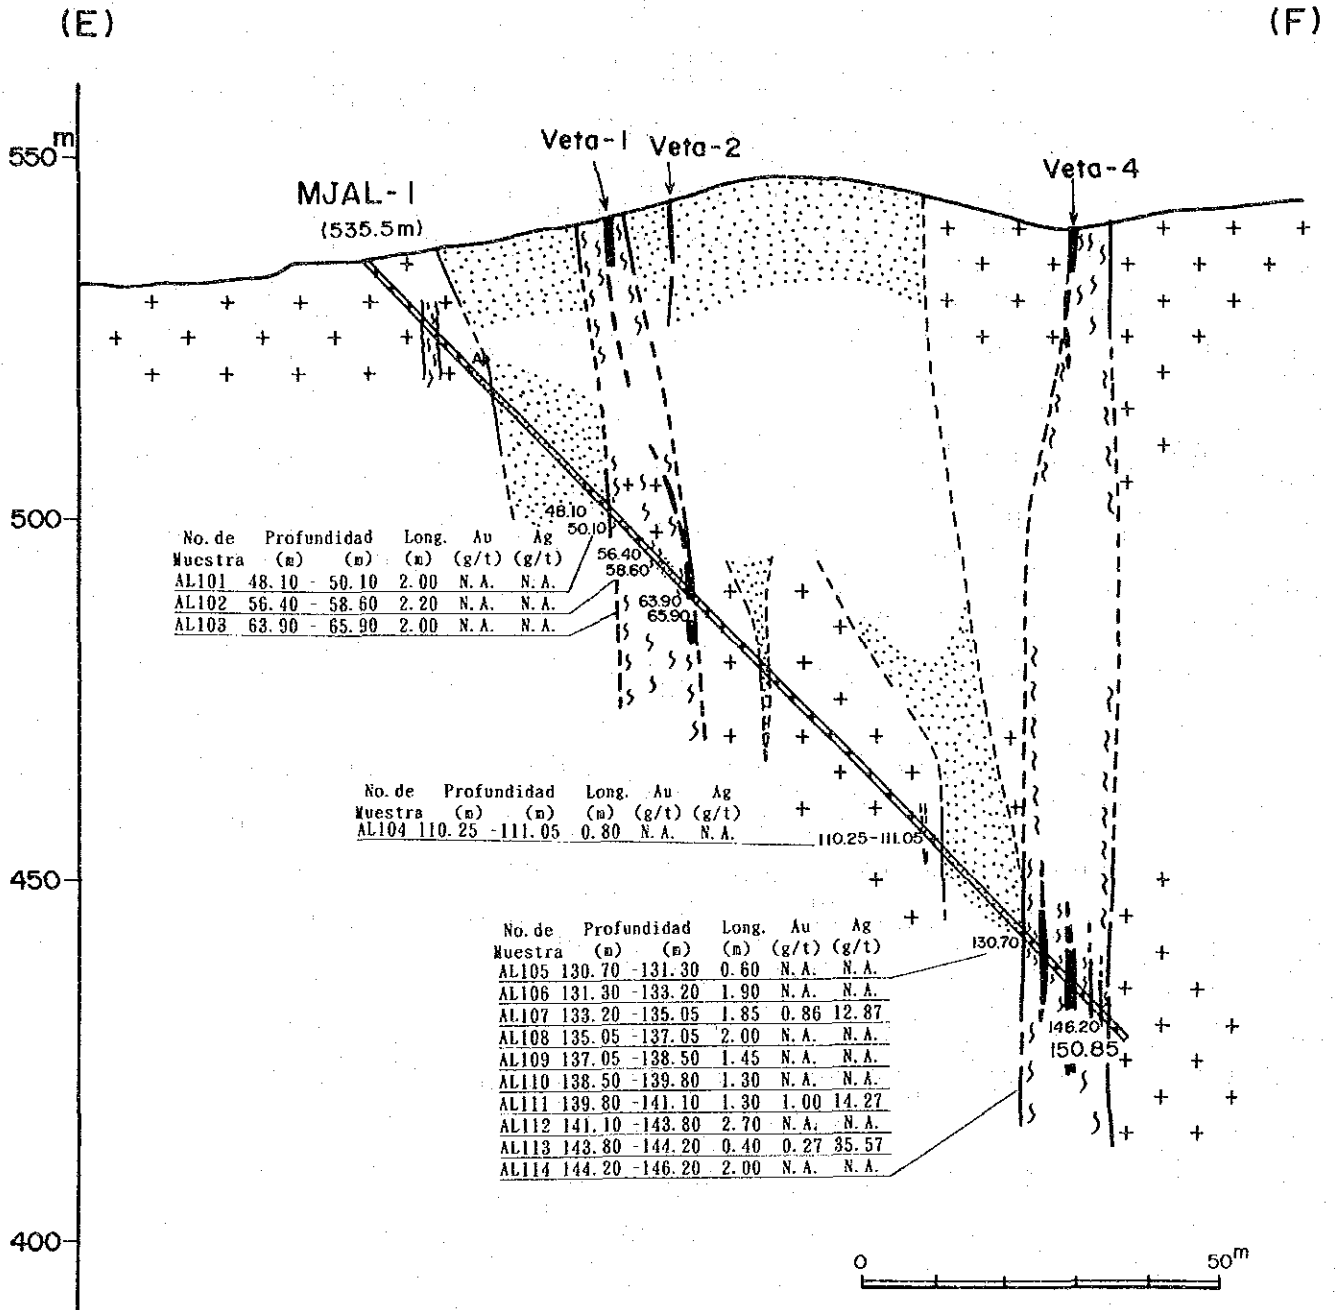 (E) (F)
m
550
Veta-1 Veta-2
Veta-4
MJAL-1
(535.5m)
500
48.10
50.10
56.40
58.60
63.90
65.90
No. de Profundidad Long. Au Ag
Muestra (m) (m) (m) (g/t) (g/t)
AL101 48.10 - 50.10 2.00 N.A. N.A.
AL102 56.40 - 58.60 2.20 N.A. N.A.
AL103 63.90 - 65.90 2.00 N.A. N.A.
No. de Profundidad Long. Au Ag
Muestra (m) (m) (m) (g/t) (g/t)
AL104 110.25 -111.05 0.80 N.A. N.A.
110.25-111.05
450
No. de Profundidad Long. Au Ag
Muestra (m) (m) (m) (g/t) (g/t)
AL105 130.70 -131.30 0.60 N.A. N.A.
AL106 131.30 -133.20 1.90 N.A. N.A.
AL107 133.20 -135.05 1.85 0.86 12.87
AL108 135.05 -137.05 2.00 N.A. N.A.
AL109 137.05 -138.50 1.45 N.A. N.A.
AL110 138.50 -139.80 1.30 N.A. N.A.
AL111 139.80 -141.10 1.30 1.00 14.27
AL112 141.10 -143.80 2.70 N.A. N.A.
AL113 143.80 -144.20 0.40 0.27 35.57
AL114 144.20 -146.20 2.00 N.A. N.A.
130.70
146.20
150.85
400
0 50m